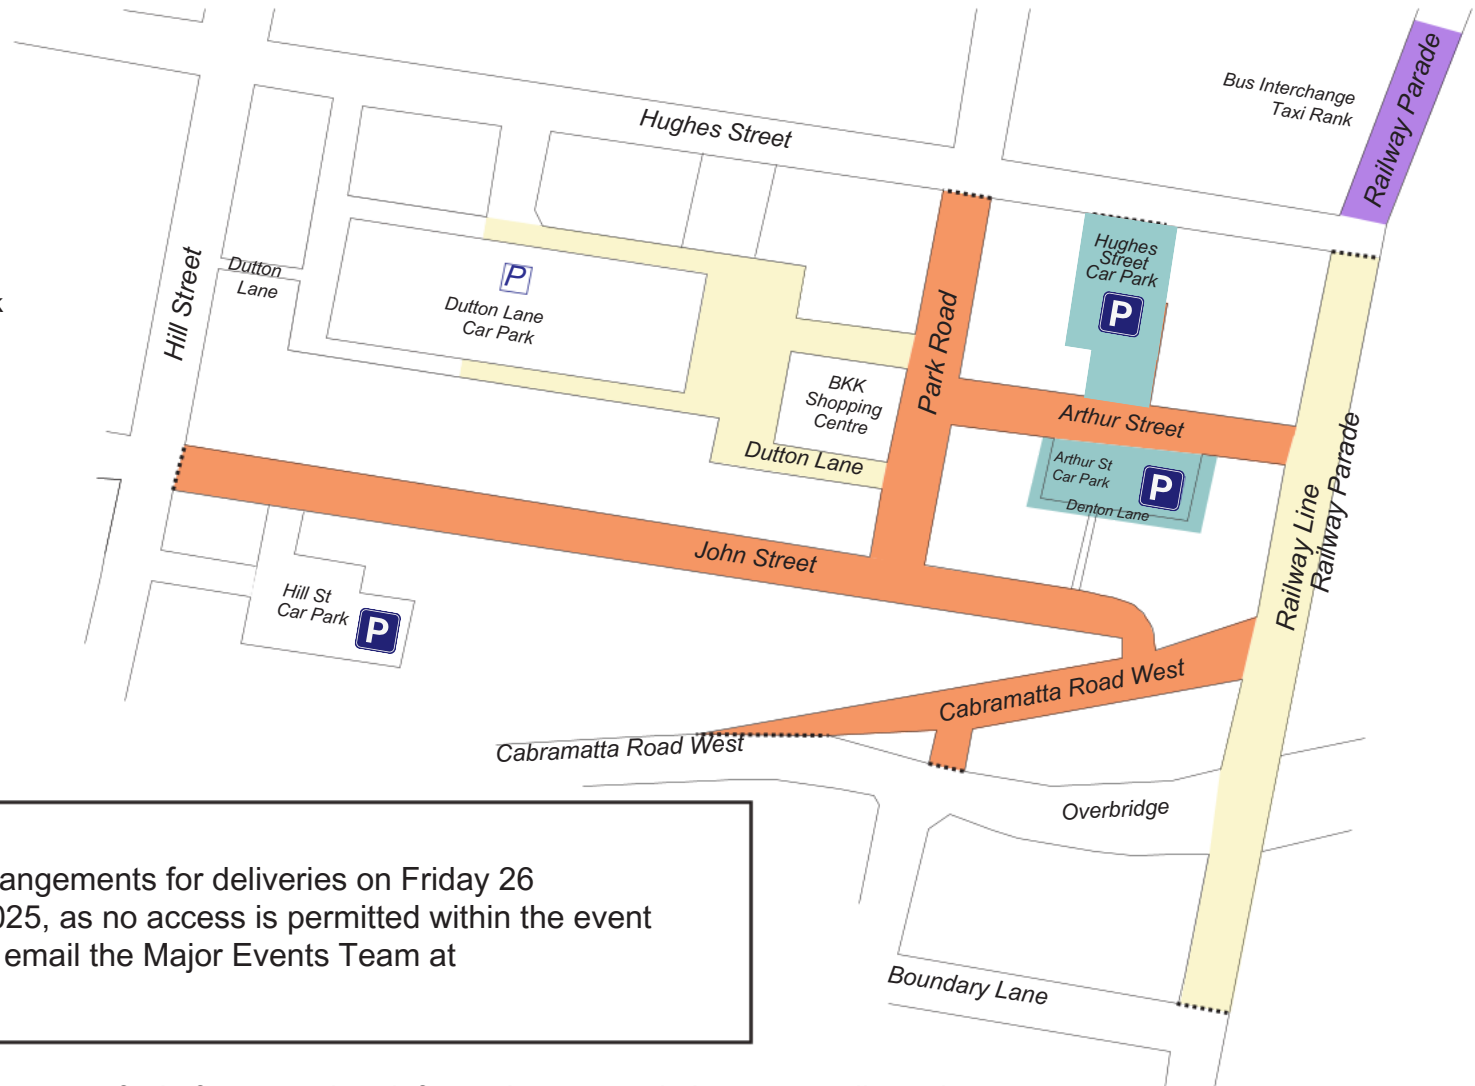 Railway Parade
Bus Interchange
Taxi Rank
Hughes Street
Hughes
Street
Car Park
P
Hill Street
Dutton
Lane
P
Dutton Lane
Car Park
Park Road
BKK
Shopping
Centre
Arthur Street
Dutton Lane
Arthur St
Car Park
P
Denton Lane
Railway Line
Railway Parade
John Street
Hill St
Car Park
P
Cabramatta Road West
Cabramatta Road West
Overbridge
angements for deliveries on Friday 26
025, as no access is permitted within the event
email the Major Events Team at
Boundary Lane